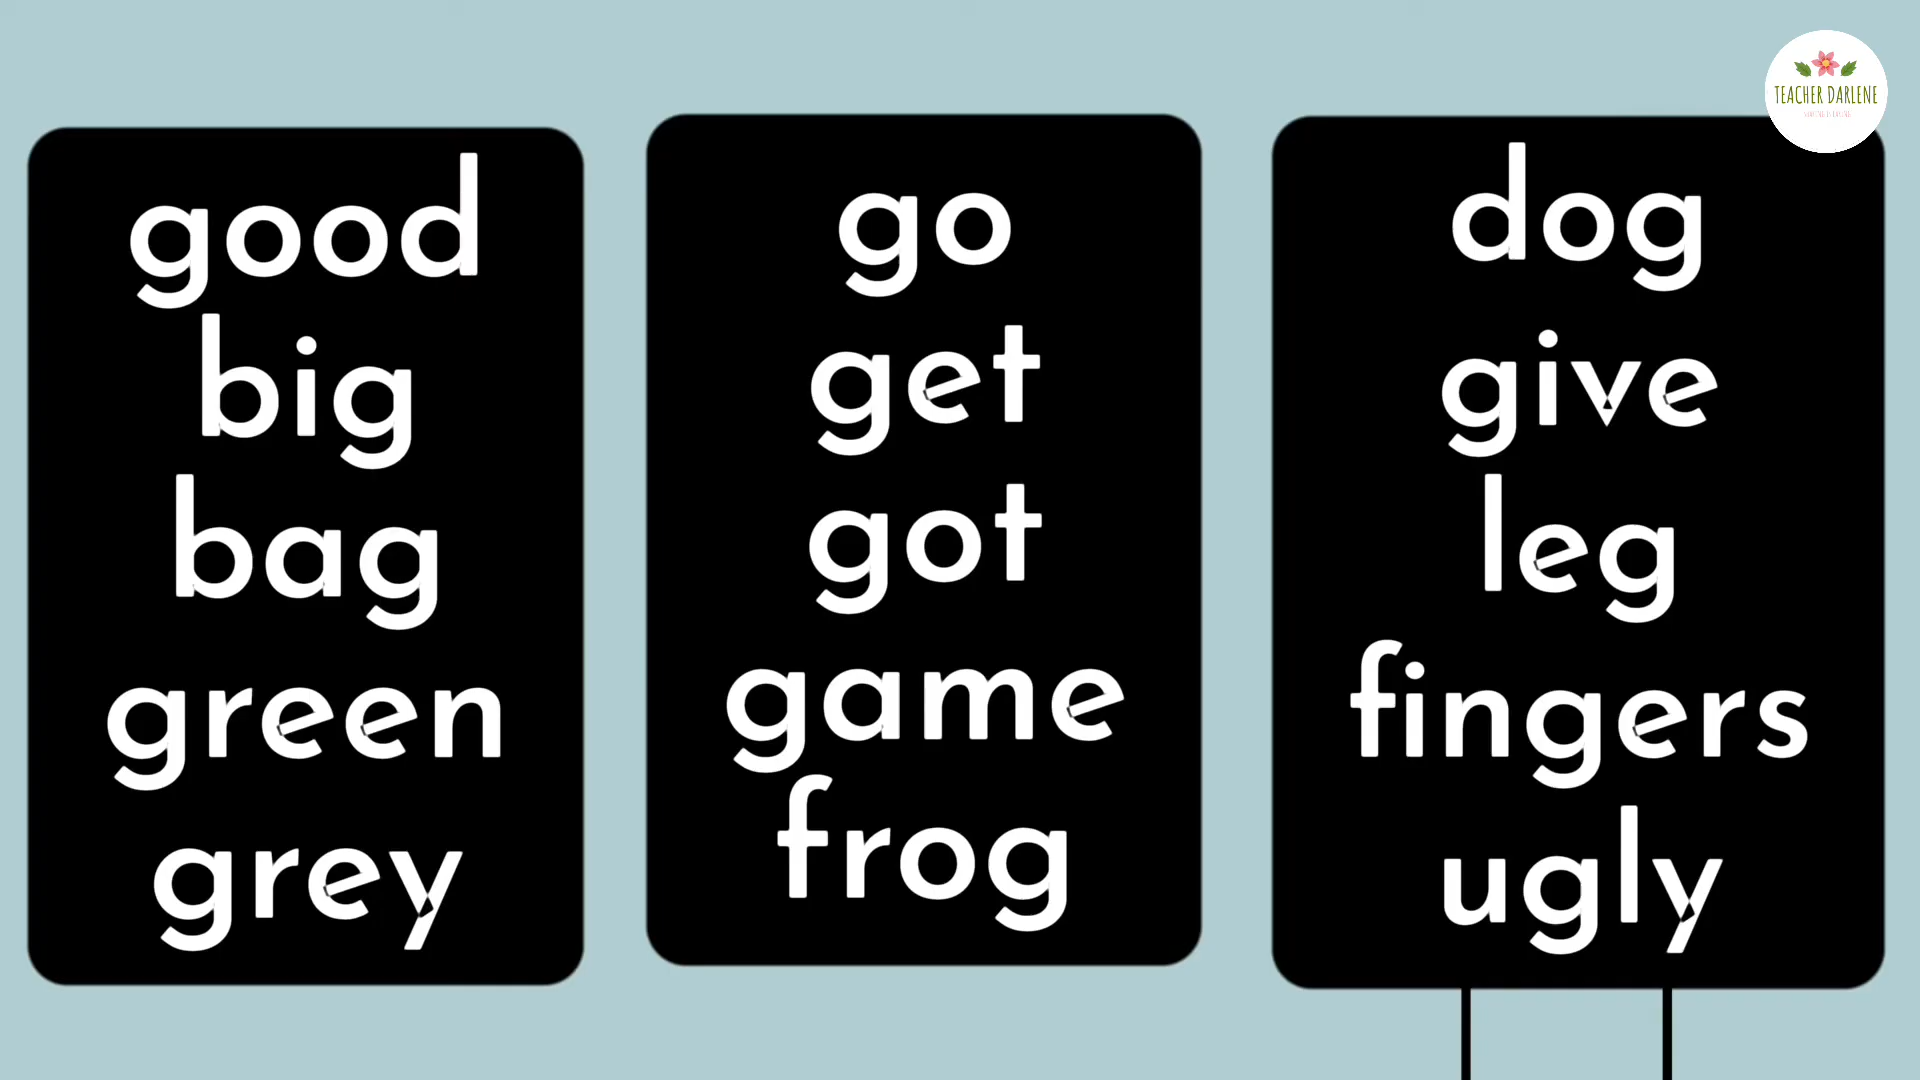 good
big
bag
green
grey
go
get
got
game
frog
dog
give
leg
fingers
ugly
TEACHER DARLENE